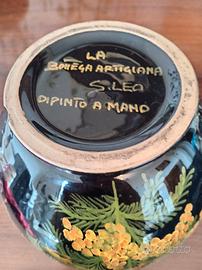 LA
BOTTEGA ARTIGIANA
S. LEO
DIPINTO A MANO